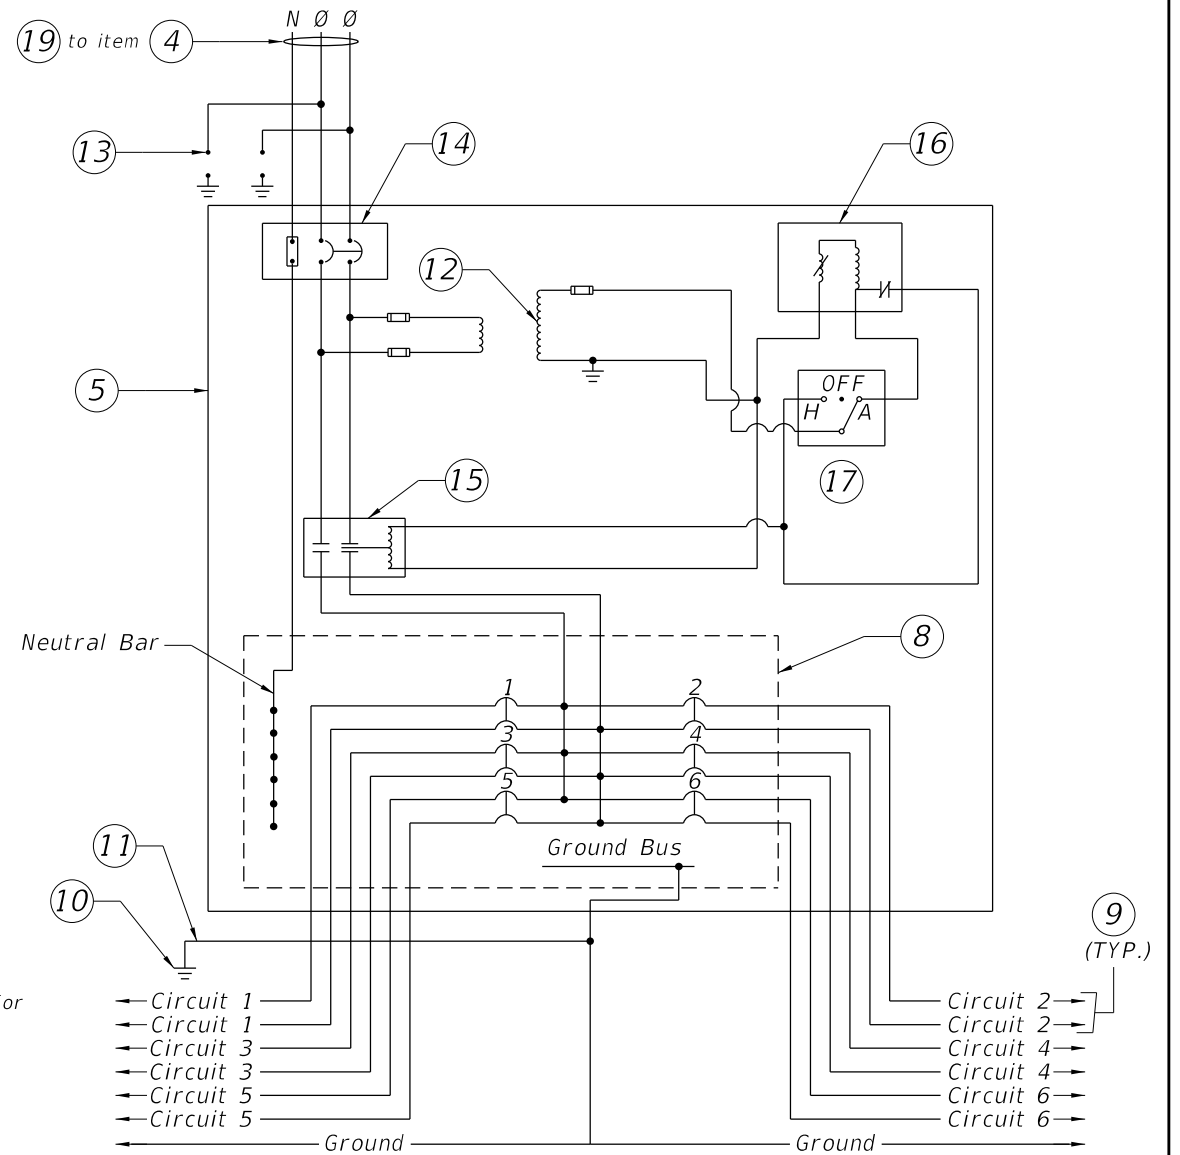 N Ø Ø
19 to item 4
13
14
16
12
5
OFF
H A
17
15
Neutral Bar
8
1 2
3 4
5 6
Ground Bus
11
10
9
(TYP.)
for
Circuit 1 Circuit 2
Circuit 1 Circuit 2
Circuit 3 Circuit 4
Circuit 3 Circuit 4
Circuit 5 Circuit 6
Circuit 5 Circuit 6
Ground Ground